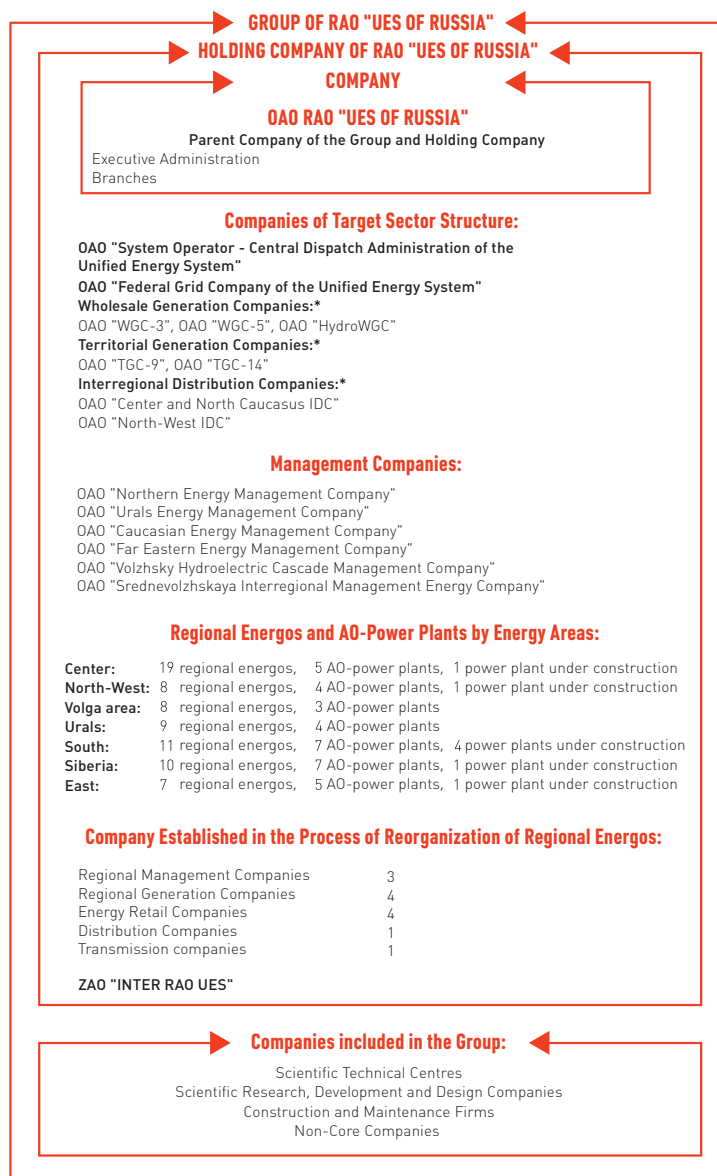 GROUP OF RAO "UES OF RUSSIA"
HOLDING COMPANY OF RAO "UES OF RUSSIA"
COMPANY
OAO RAO "UES OF RUSSIA"
Parent Company of the Group and Holding Company
Executive Administration
Branches
Companies of Target Sector Structure:
OAO "System Operator - Central Dispatch Administration of the
Unified Energy System"
OAO "Federal Grid Company of the Unified Energy System"
Wholesale Generation Companies:*
OAO "WGC-3", OAO "WGC-5", OAO "HydroWGC"
Territorial Generation Companies:*
OAO "TGC-9", OAO "TGC-14"
Interregional Distribution Companies:*
OAO "Center and North Caucasus IDC"
OAO "North-West IDC"
Management Companies:
OAO "Northern Energy Management Company"
OAO "Urals Energy Management Company"
OAO "Caucasian Energy Management Company"
OAO "Far Eastern Energy Management Company"
OAO "Volzhsky Hydroelectric Cascade Management Company"
OAO "Srednevolzhskaya Interregional Management Energy Company"
Regional Energos and AO-Power Plants by Energy Areas:
Center: 19 regional energos, 5 AO-power plants, 1 power plant under construction
North-West: 8 regional energos, 4 AO-power plants, 1 power plant under construction
Volga area: 8 regional energos, 3 AO-power plants
Urals: 9 regional energos, 4 AO-power plants
South: 11 regional energos, 7 AO-power plants, 4 power plants under construction
Siberia: 10 regional energos, 7 AO-power plants, 1 power plant under construction
East: 7 regional energos, 5 AO-power plants, 1 power plant under construction
Company Established in the Process of Reorganization of Regional Energos:
Regional Management Companies 3
Regional Generation Companies 4
Energy Retail Companies 4
Distribution Companies 1
Transmission companies 1
ZAO "INTER RAO UES"
Companies included in the Group:
Scientific Technical Centres
Scientific Research, Development and Design Companies
Construction and Maintenance Firms
Non-Core Companies